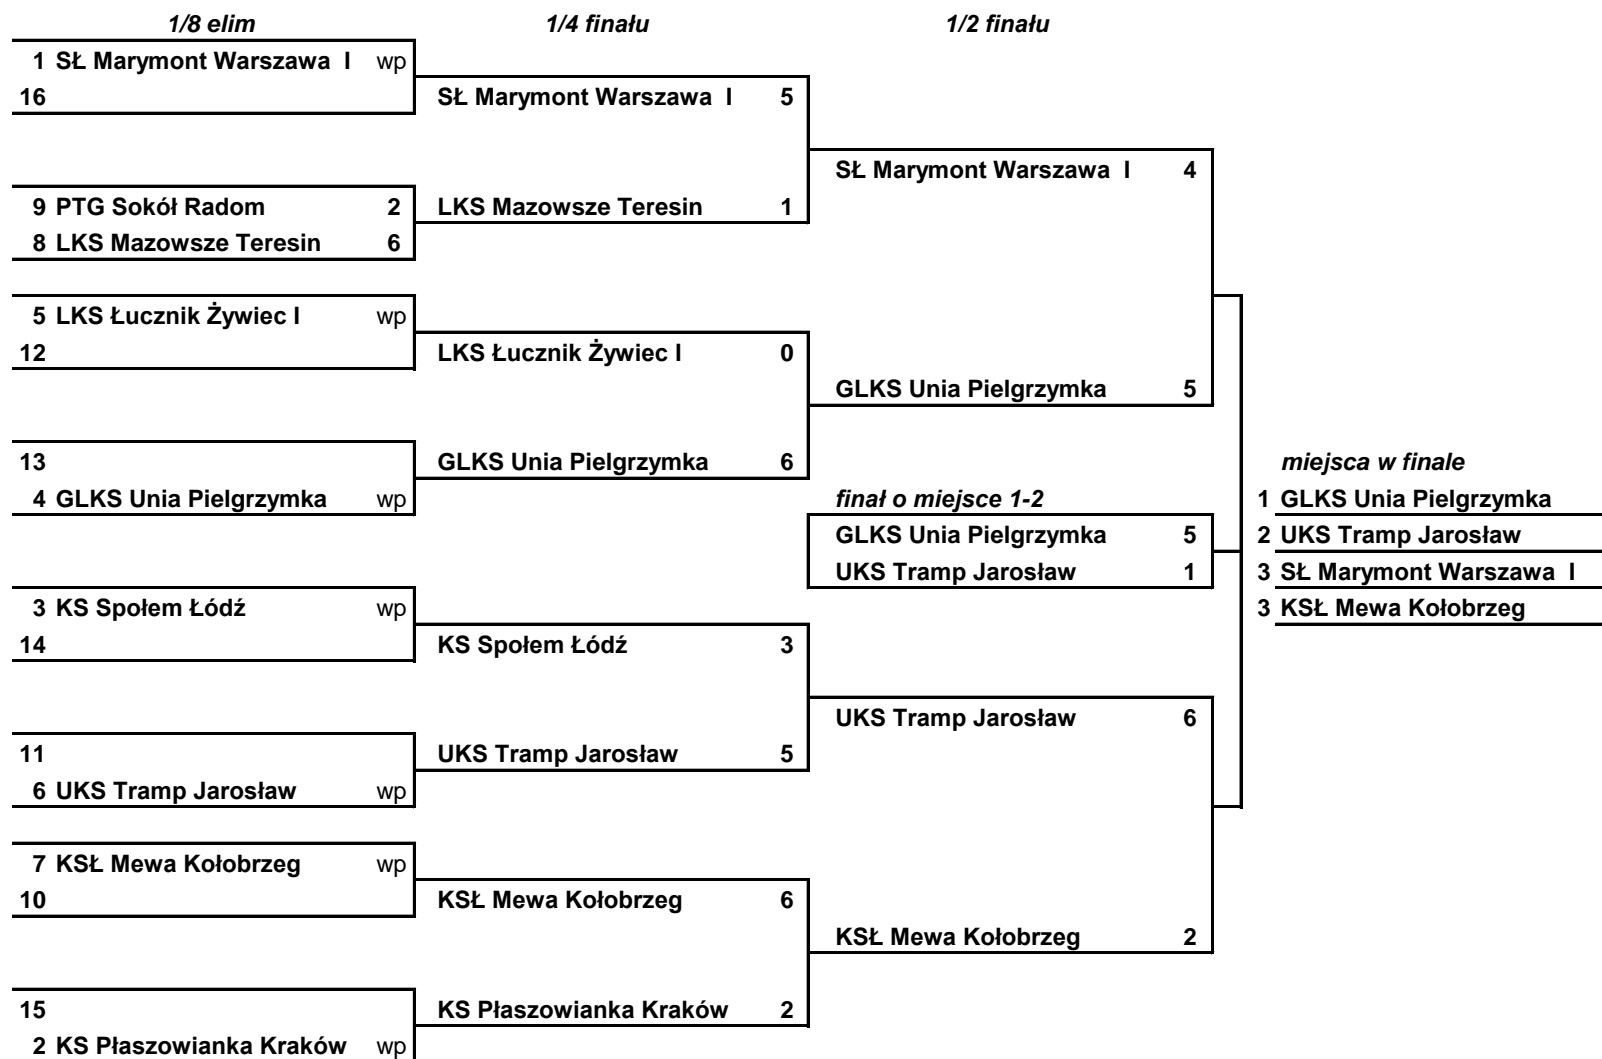 1/8 elim 1/4 finału 1/2 finału
1 SŁ Marymont Warszawa I wp
16 SŁ Marymont Warszawa I 5
SŁ Marymont Warszawa I 4
9 PTG Sokół Radom 2 LKS Mazowsze Teresin 1
8 LKS Mazowsze Teresin 6
5 LKS Łucznik Żywiec I wp
12 LKS Łucznik Żywiec I 0
GLKS Unia Pielgrzymka 5
13 GLKS Unia Pielgrzymka 6 miejsca w finale
4 GLKS Unia Pielgrzymka wp finał o miejsce 1-2 1 GLKS Unia Pielgrzymka
GLKS Unia Pielgrzymka 5 2 UKS Tramp Jarosław
UKS Tramp Jarosław 1 3 SŁ Marymont Warszawa I
3 KS Społem Łódź wp 3 KSŁ Mewa Kołobrzeg
14 KS Społem Łódź 3
UKS Tramp Jarosław 6
11 UKS Tramp Jarosław 5
6 UKS Tramp Jarosław wp
7 KSŁ Mewa Kołobrzeg wp
10 KSŁ Mewa Kołobrzeg 6
KSŁ Mewa Kołobrzeg 2
15 KS Płaszowianka Kraków 2
2 KS Płaszowianka Kraków wp